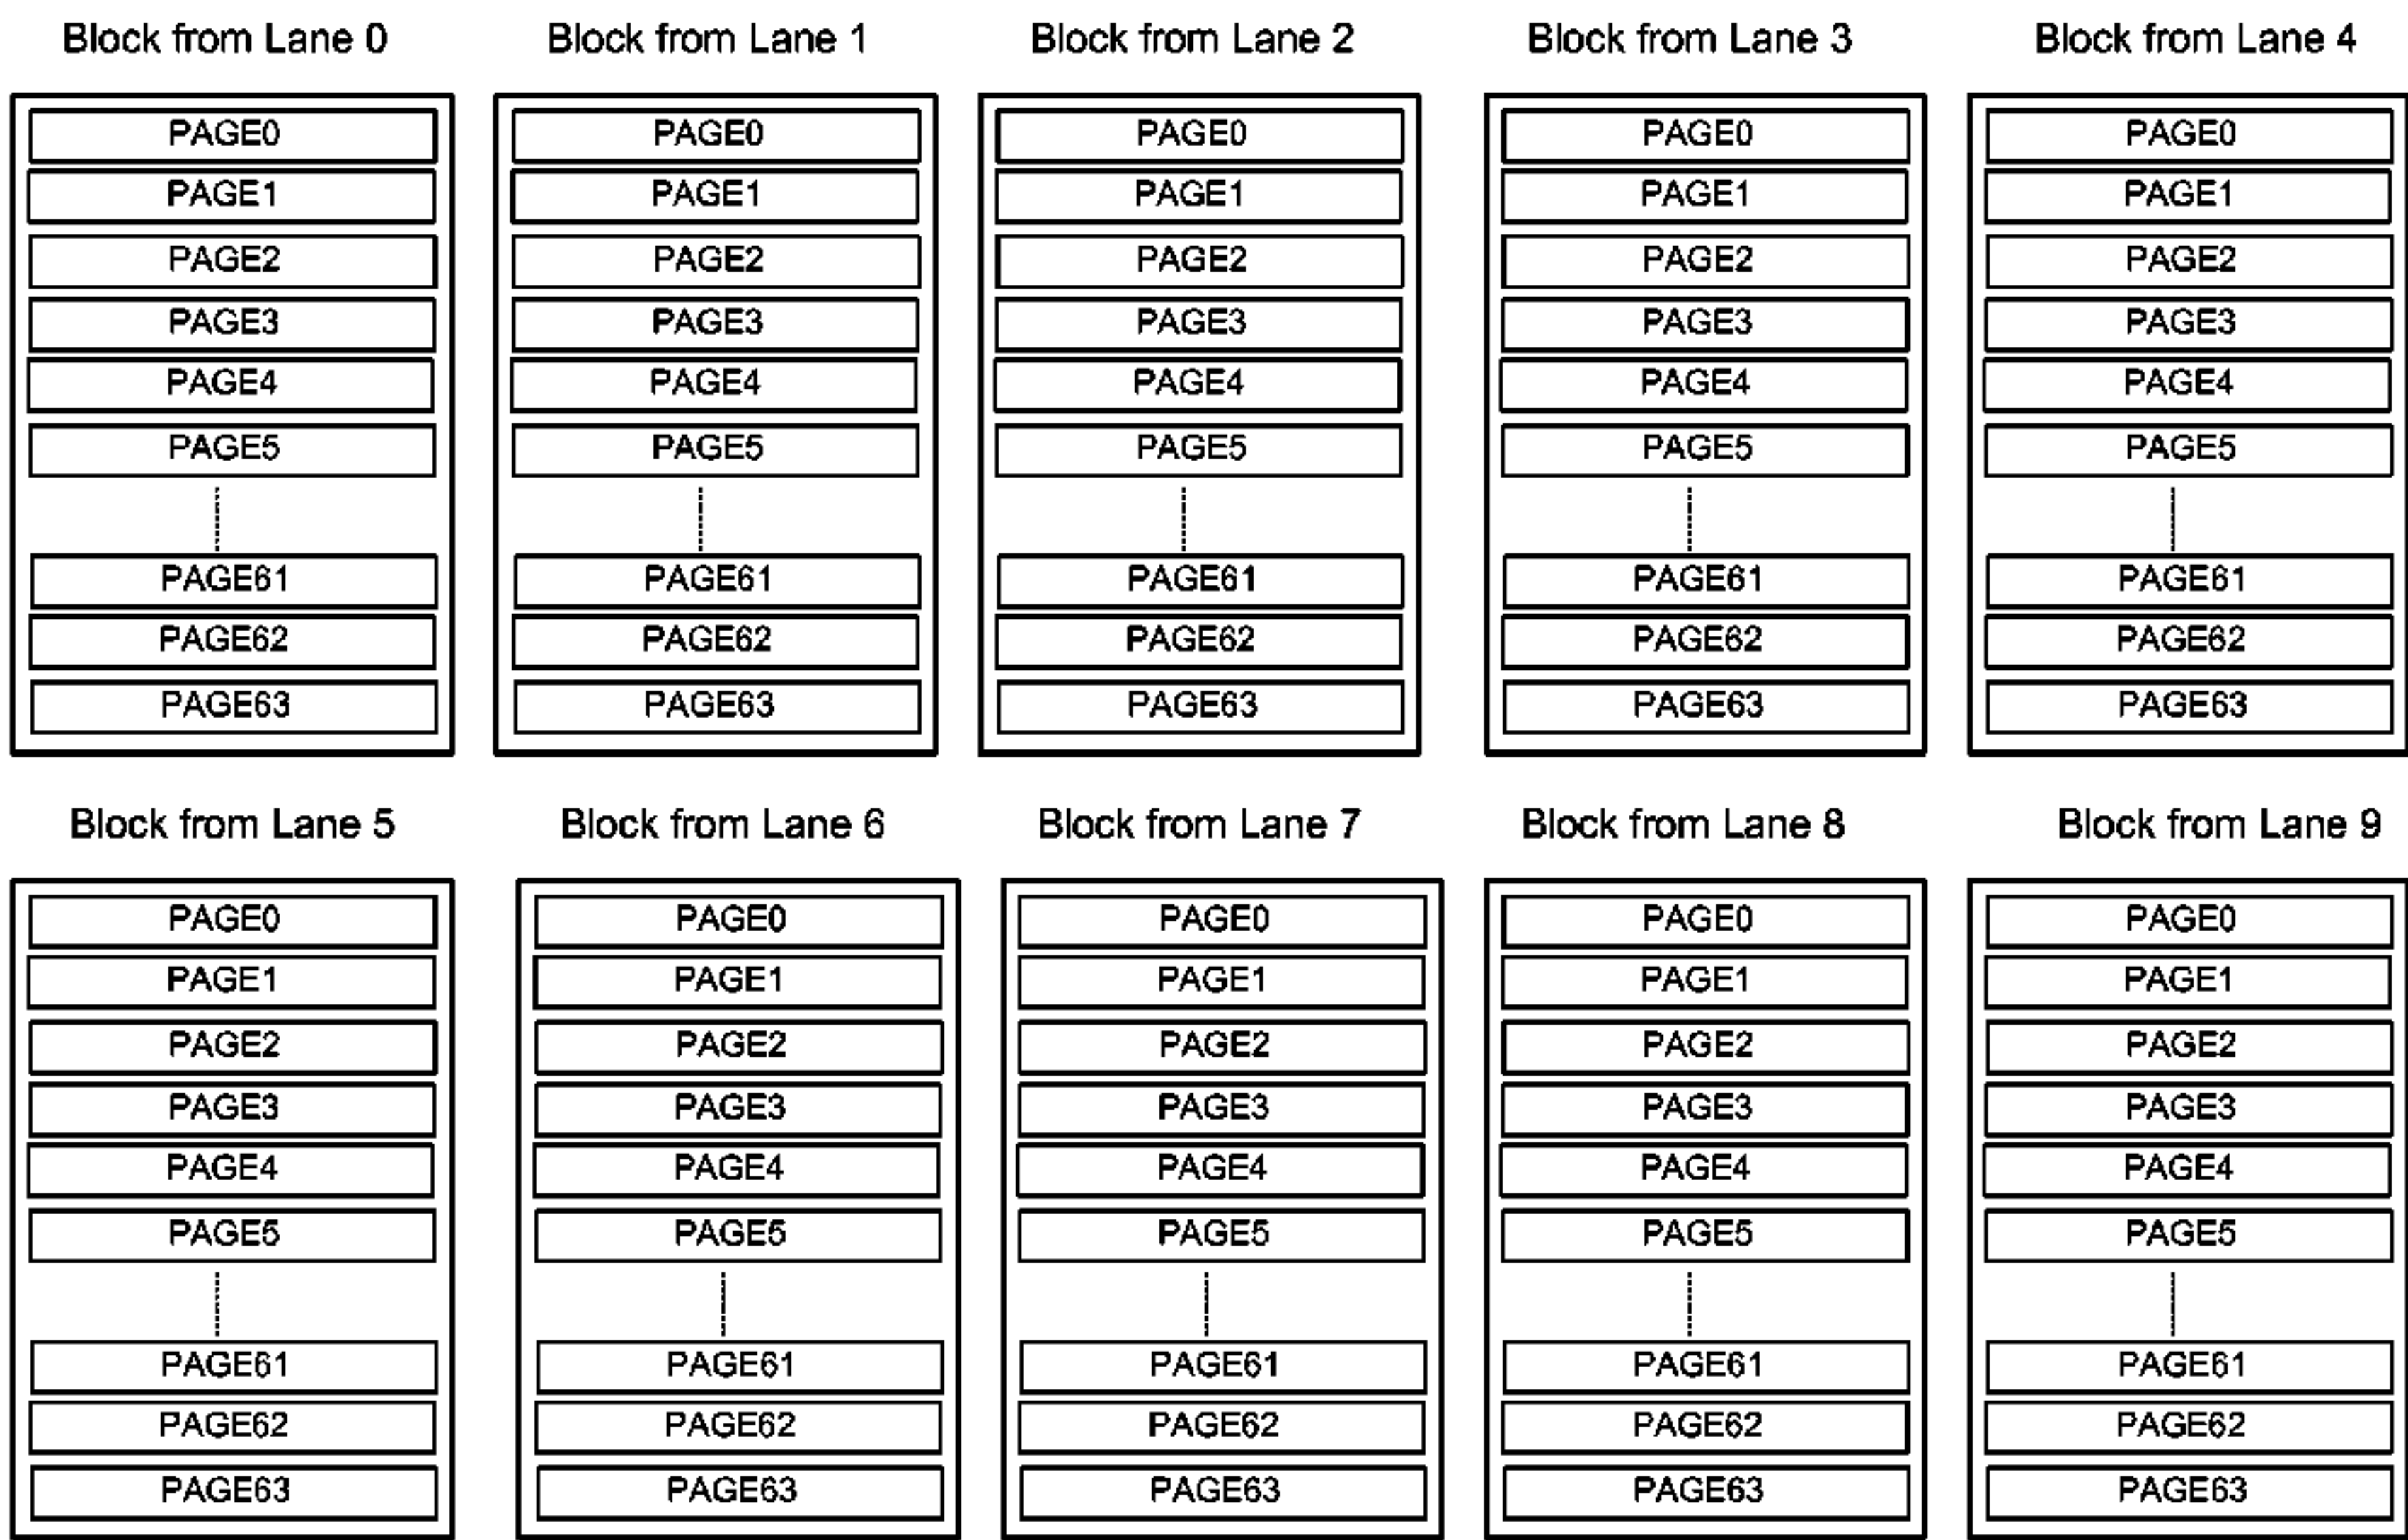 Block from Lane 0
PAGE0
PAGE1
PAGE2
PAGE3
PAGE4
PAGE5
PAGE61
PAGE62
PAGE63
Block from Lane 1
PAGE0
PAGE1
PAGE2
PAGE3
PAGE4
PAGE5
PAGE61
PAGE62
PAGE63
Block from Lane 2
PAGE0
PAGE1
PAGE2
PAGE3
PAGE4
PAGE5
PAGE61
PAGE62
PAGE63
Block from Lane 3
PAGE0
PAGE1
PAGE2
PAGE3
PAGE4
PAGE5
PAGE61
PAGE62
PAGE63
Block from Lane 4
PAGE0
PAGE1
PAGE2
PAGE3
PAGE4
PAGE5
PAGE61
PAGE62
PAGE63
Block from Lane 5
PAGE0
PAGE1
PAGE2
PAGE3
PAGE4
PAGE5
PAGE61
PAGE62
PAGE63
Block from Lane 6
PAGE0
PAGE1
PAGE2
PAGE3
PAGE4
PAGE5
PAGE61
PAGE62
PAGE63
Block from Lane 7
PAGE0
PAGE1
PAGE2
PAGE3
PAGE4
PAGE5
PAGE61
PAGE62
PAGE63
Block from Lane 8
PAGE0
PAGE1
PAGE2
PAGE3
PAGE4
PAGE5
PAGE61
PAGE62
PAGE63
Block from Lane 9
PAGE0
PAGE1
PAGE2
PAGE3
PAGE4
PAGE5
PAGE61
PAGE62
PAGE63